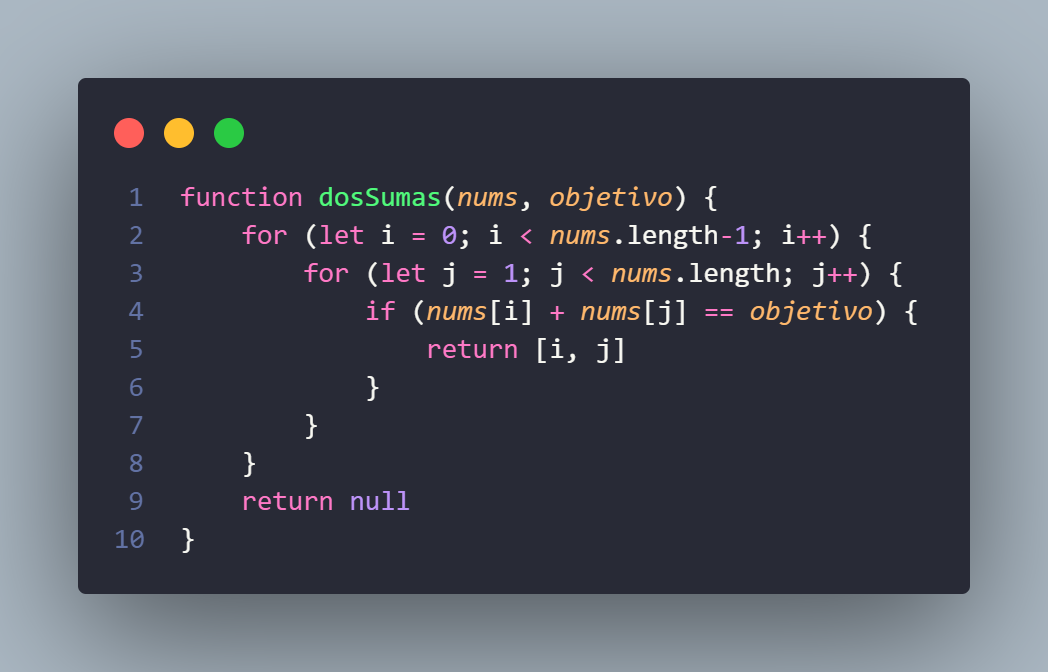 1 function dosSumas(nums, objetivo) {
2     for (let i = 0; i < nums.length-1; i++) {
3         for (let j = 1; j < nums.length; j++) {
4             if (nums[i] + nums[j] == objetivo) {
5                 return [i, j]
6             }
7         }
8     }
9     return null
10 }